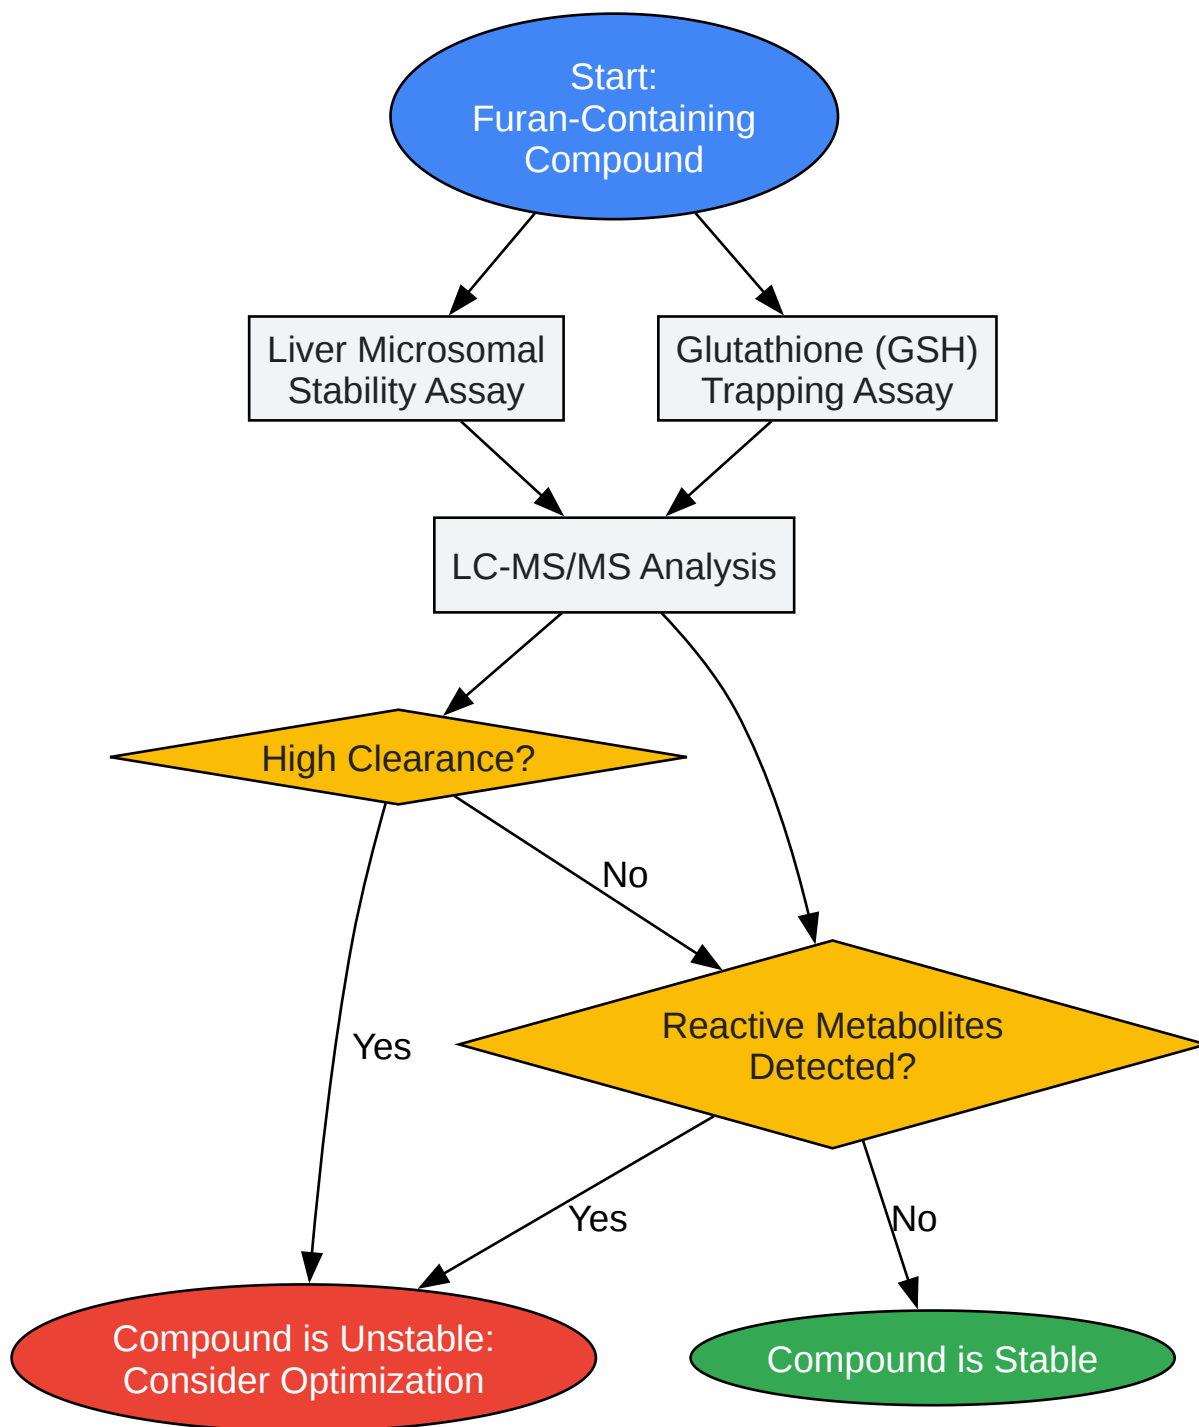 Start:
Furan-Containing
Compound
Liver Microsomal
Stability Assay
Glutathione (GSH)
Trapping Assay
LC-MS/MS Analysis
High Clearance?
No
Reactive Metabolites
Detected?
Yes
Yes
No
Compound is Unstable:
Consider Optimization
Compound is Stable